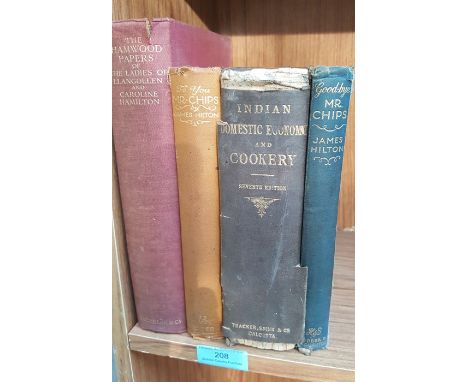 THE
HAMWOOD
PAPERS
OF
THE LADIES OF
LLANGOLLEN
AND
CAROLINE
HAMILTON
To You
MR·CHIPS
by
JAMES HILTON
INDIAN
DOMESTIC ECONOMY
AND
COOKERY
SEVENTH EDITION
THACKER, SPINK & CO
CALCUTTA.
Good-bye
MR.
CHIPS
JAMES
HILTON
H&S
208